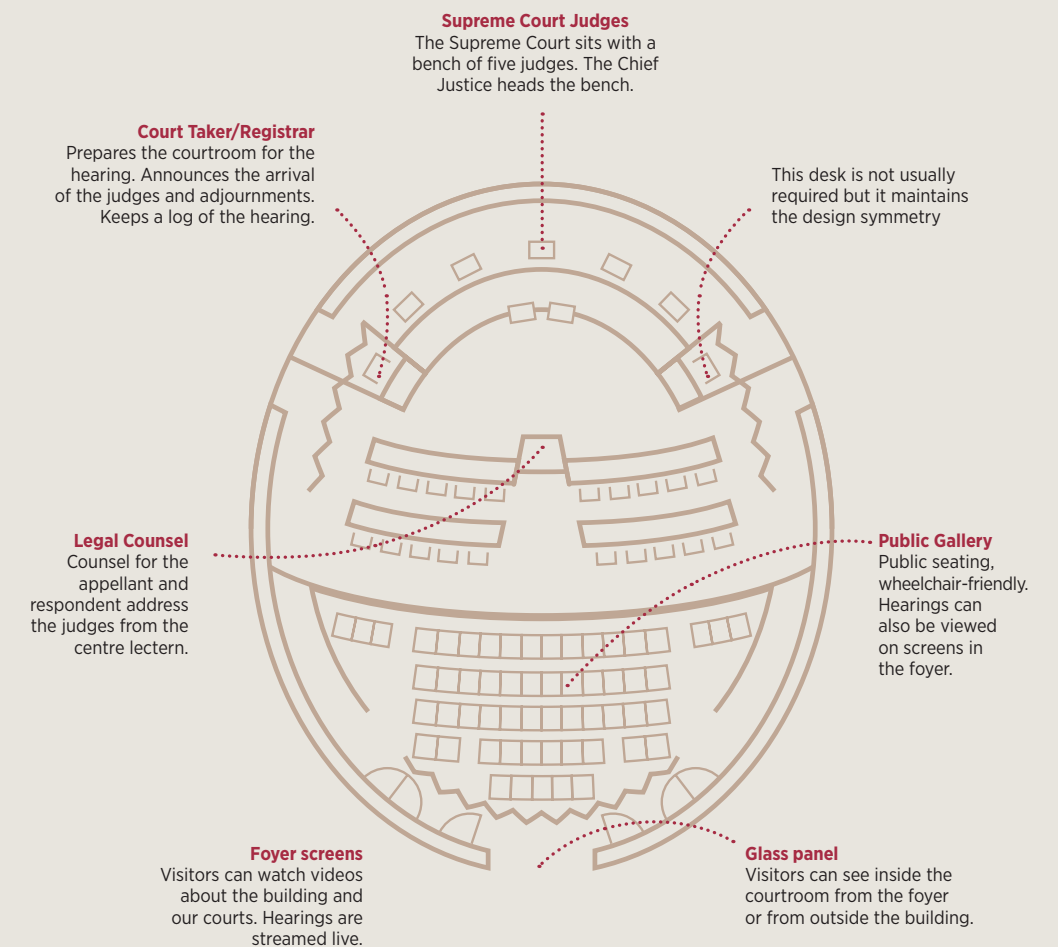 Supreme Court Judges
The Supreme Court sits with a
bench of five judges. The Chief
Justice heads the bench.
Court Taker/Registrar
Prepares the courtroom for the
hearing. Announces the arrival
of the judges and adjournments.
Keeps a log of the hearing.
This desk is not usually
required but it maintains
the design symmetry
Legal Counsel
Counsel for the
appellant and
respondent address
the judges from the
centre lectern.
Public Gallery
Public seating,
wheelchair-friendly.
Hearings can
also be viewed
on screens in
the foyer.
Foyer screens
Visitors can watch videos
about the building and
our courts. Hearings are
streamed live.
Glass panel
Visitors can see inside the
courtroom from the foyer
or from outside the building.